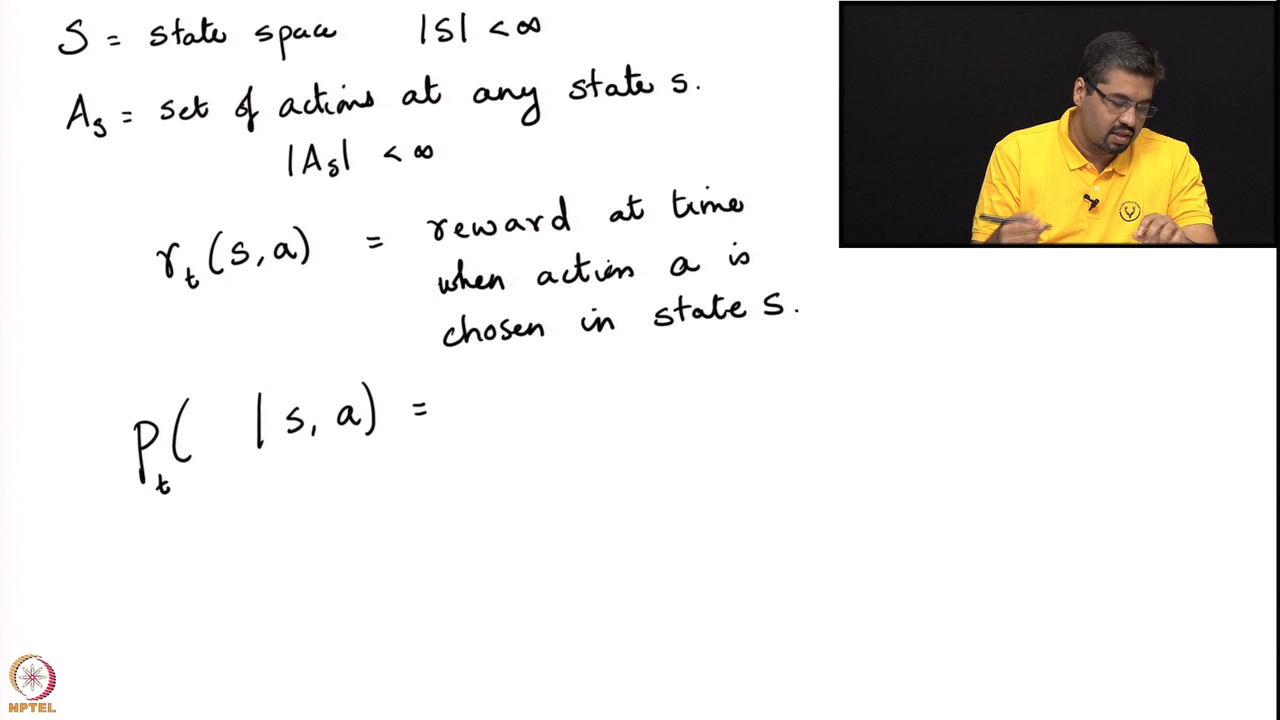 S = state space |S| < ∞
A_s = set of actions at any state s.
|A_s| < ∞
r_t(s,a) = reward at time
when action a is
chosen in state s.
P_t( | s, a) =
NPTEL